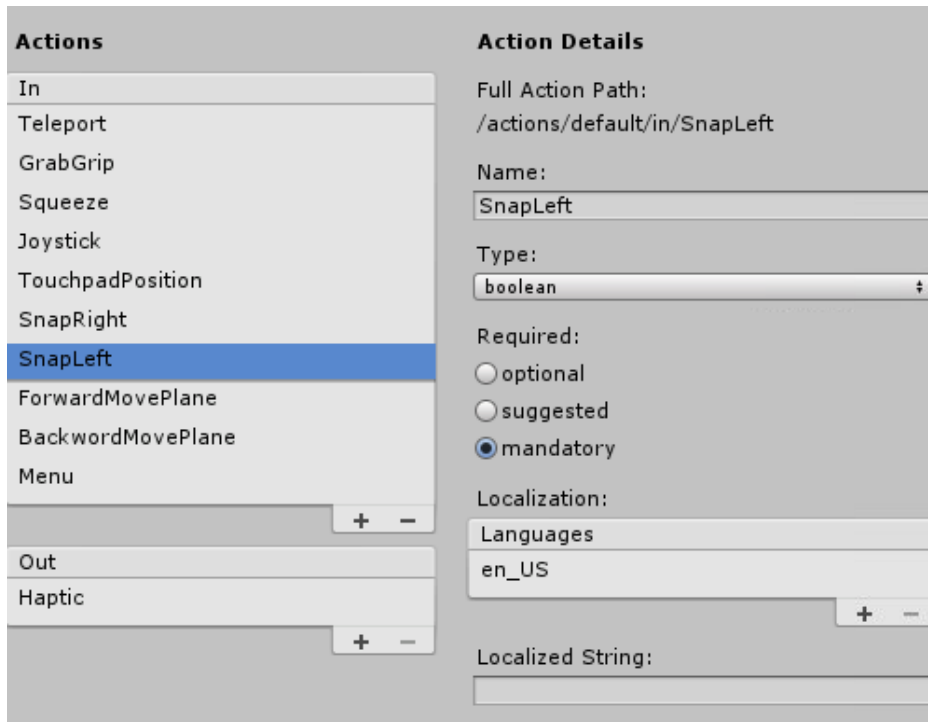 Actions
In
Teleport
GrabGrip
Squeeze
Joystick
TouchpadPosition
SnapRight
SnapLeft
ForwardMovePlane
BackwordMovePlane
Menu
+ −
Out
Haptic
+ −
Action Details
Full Action Path:
/actions/default/in/SnapLeft
Name:
SnapLeft
Type:
boolean
Required:
optional
suggested
mandatory
Localization:
Languages
en_US
+ −
Localized String: